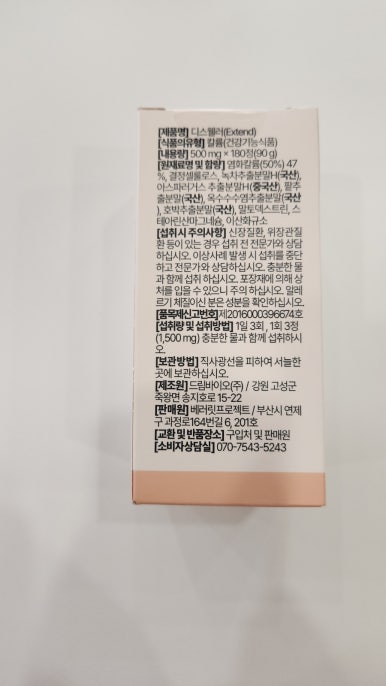 [제품명] 디스웰러(Extend)
[식품의유형] 칼륨(건강기능식품)
[내용량] 500 mg × 180정(90 g)
[원재료명 및 함량] 염화칼륨(50%) 47
%, 결정셀룰로스, 녹차추출분말H(국산),
아스파라거스 추출분말H(중국산), 팥추
출분말(국산), 옥수수수염추출분말(국산
), 호박추출분말(국산), 말토덱스트린, 스
테아린산마그네슘, 이산화규소
[섭취시 주의사항] 신장질환, 위장관질
환 등이 있는 경우 섭취 전 전문가와 상담
하십시오. 이상사례 발생 시 섭취를 중단
하고 전문가와 상담하십시오. 충분한 물
과 함께 섭취 하십시오. 포장재에 의해 상
처를 입을 수 있으니 주의 하십시오. 알레
르기 체질이신 분은 성분을 확인하십시오.
[품목제신고번호]제2016000396674호
[섭취량 및 섭취방법] 1일 3회, 1회 3정
(1,500 mg) 충분한 물과 함께 섭취하시
오.
[보관방법] 직사광선을 피하여 서늘한
곳에 보관하십시오.
[제조원] 드림바이오(주) / 강원 고성군
죽왕면 송지호로 15-22
[판매원] 베러릿프로젝트 / 부산시 연제
구 과정로164번길 6, 201호
[교환 및 반품장소] 구입처 및 판매원
[소비자상담실] 070-7543-5243